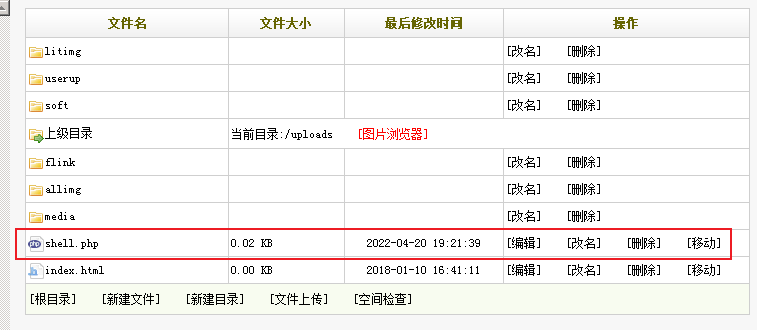 文件名 文件大小 最后修改时间 操作
litimg [改名] [删除]
userup [改名] [删除]
soft [改名] [删除]
上级目录 当前目录:/uploads [图片浏览器]
flink [改名] [删除]
allimg [改名] [删除]
media [改名] [删除]
shell.php 0.02 KB 2022-04-20 19:21:39 [编辑] [改名] [删除] [移动]
index.html 0.00 KB 2018-01-10 16:41:11 [编辑] [改名] [删除] [移动]
[根目录] [新建文件] [新建目录] [文件上传] [空间检查]